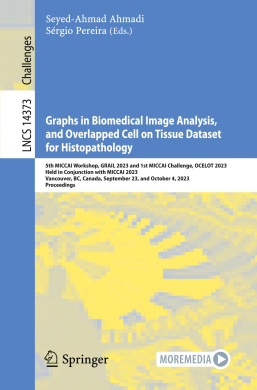 Seyed-Ahmad Ahmadi
Sérgio Pereira (Eds.)
LNCS 14373
Challenges
Graphs in Biomedical Image Analysis,
and Overlapped Cell on Tissue Dataset
for Histopathology
5th MICCAI Workshop, GRAIL 2023 and 1st MICCAI Challenge, OCELOT 2023
Held in Conjunction with MICCAI 2023
Vancouver, BC, Canada, September 23, and October 4, 2023
Proceedings
Springer
MOREMEDIA